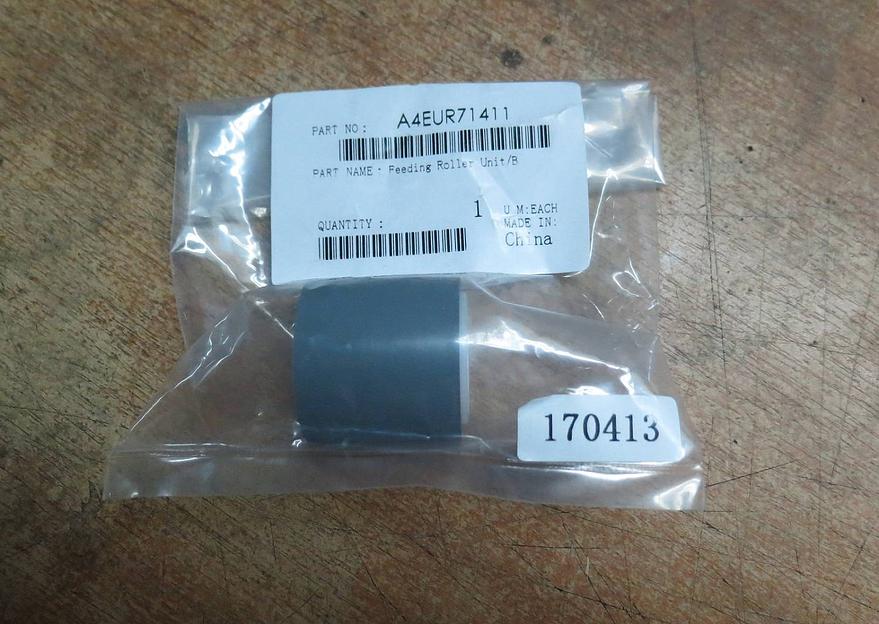 PART NO: A4EUR71411
PART NAME: Feeding Roller Unit/B
1 U M:EACH
QUANTITY: MADE IN:
China
170413